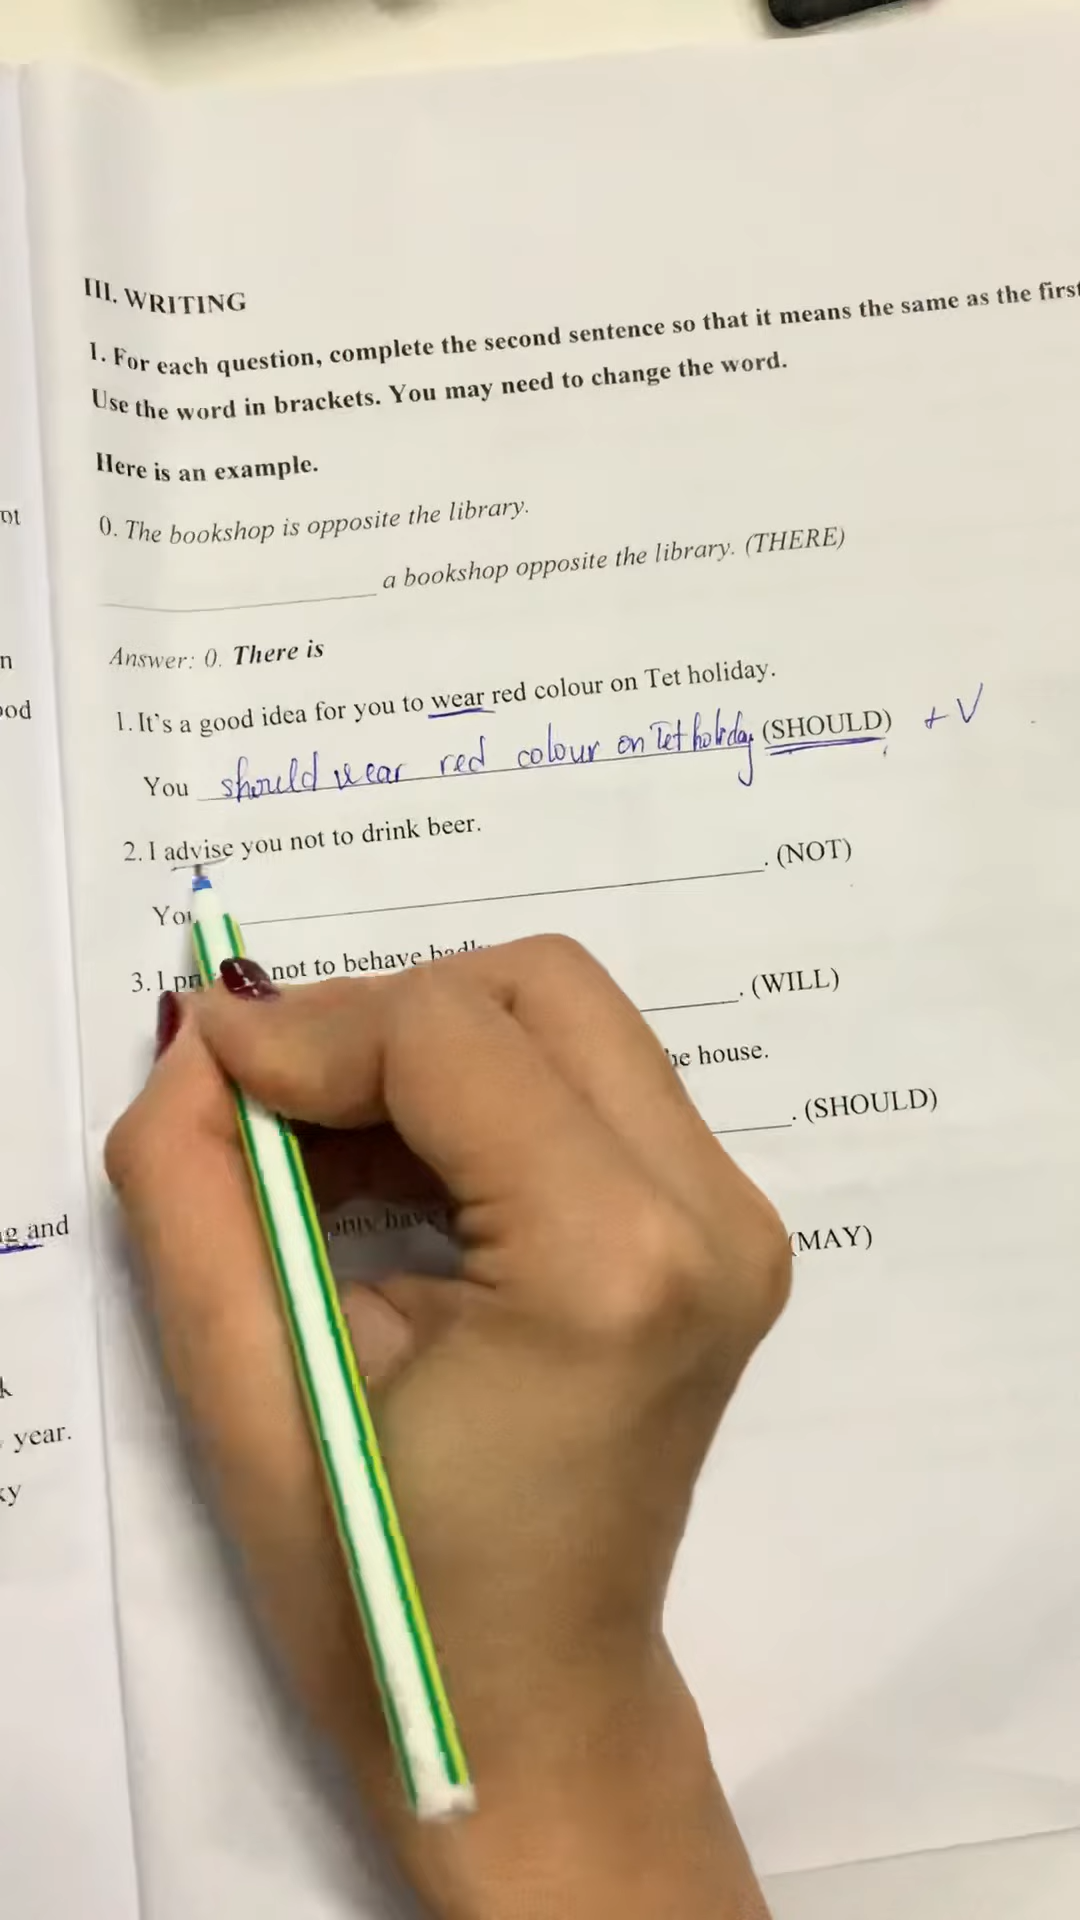 III. WRITING
1. For each question, complete the second sentence so that it means the same as the first
Use the word in brackets. You may need to change the word.
Here is an example.
0. The bookshop is opposite the library.
a bookshop opposite the library. (THERE)
Answer: 0. There is
1. It's a good idea for you to wear red colour on Tet holiday.
You should wear red colour on Tet holiday (SHOULD) + V
2. I advise you not to drink beer.
. (NOT)
3. I not to behave
. (WILL)
house.
. (SHOULD)
have
(MAY)
and
year.